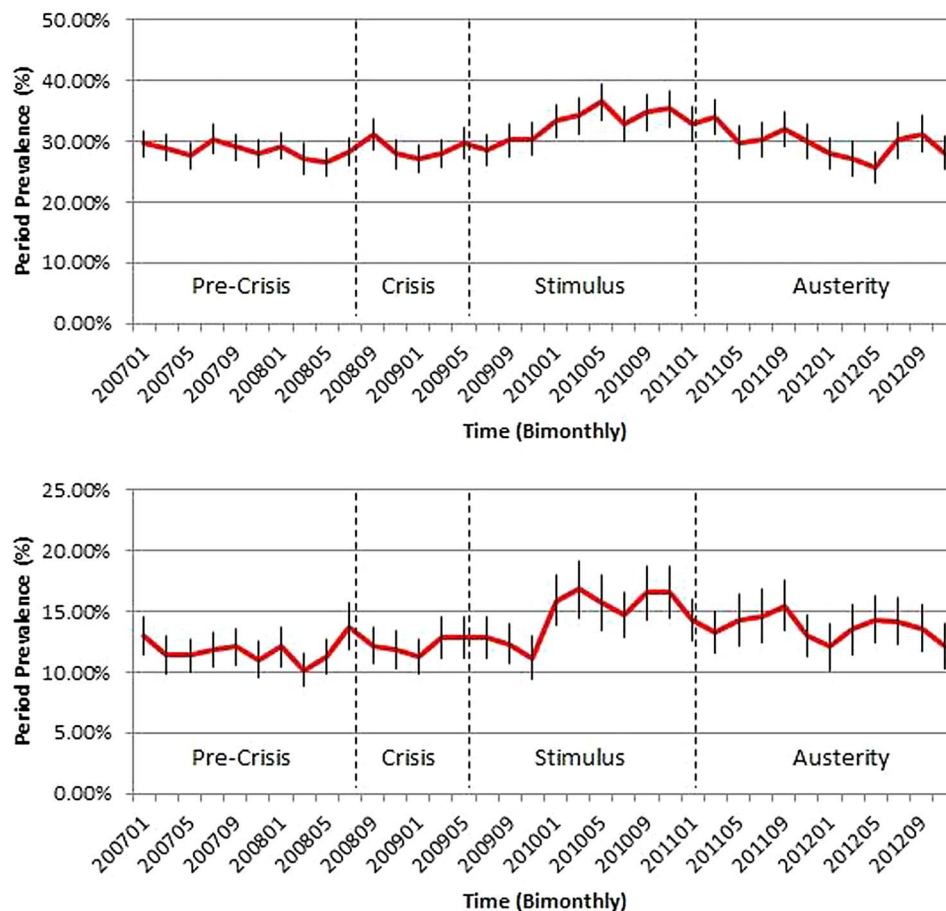 50.00%
40.00%
30.00%
20.00%
10.00%
0.00%
Period Prevalence (%)
Pre-Crisis Crisis Stimulus Austerity
200701 200705 200709 200801 200805 200809 200901 200905 200909 201001 201005 201009 201101 201105 201109 201201 201205 201209
Time (Bimonthly)
25.00%
20.00%
15.00%
10.00%
5.00%
0.00%
Period Prevalence (%)
Pre-Crisis Crisis Stimulus Austerity
200701 200705 200709 200801 200805 200809 200901 200905 200909 201001 201005 201009 201101 201105 201109 201201 201205 201209
Time (Bimonthly)